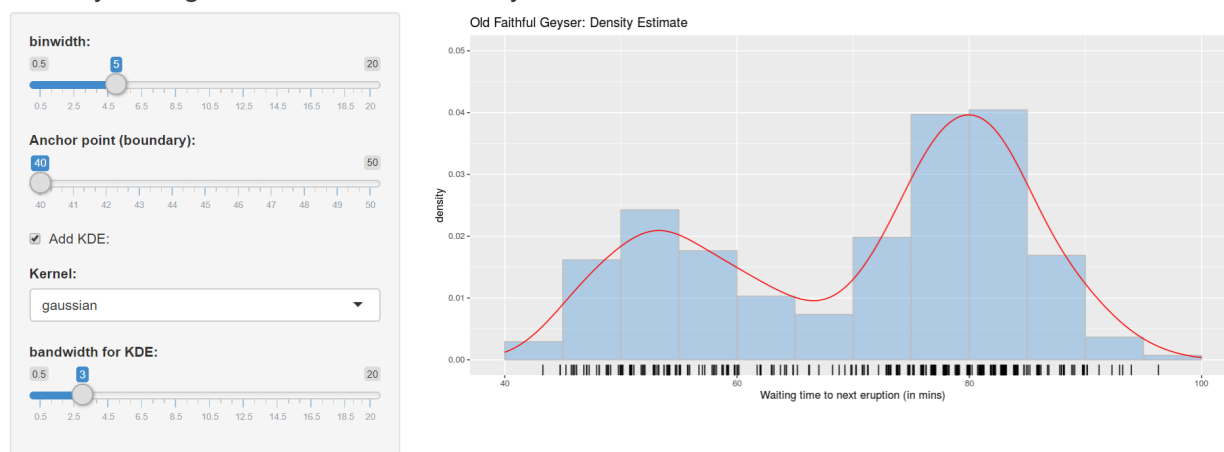 binwidth:
0.5 5 20
0.5 2.5 4.5 6.5 8.5 10.5 12.5 14.5 16.5 18.5 20
Anchor point (boundary):
40 50
40 41 42 43 44 45 46 47 48 49 50
Add KDE:
Kernel:
gaussian
bandwidth for KDE:
0.5 3 20
0.5 2.5 4.5 6.5 8.5 10.5 12.5 14.5 16.5 18.5 20
Old Faithful Geyser: Density Estimate
0.05
0.04
0.03
0.02
0.01
0.00
density
40 60 80 100
Waiting time to next eruption (in mins)